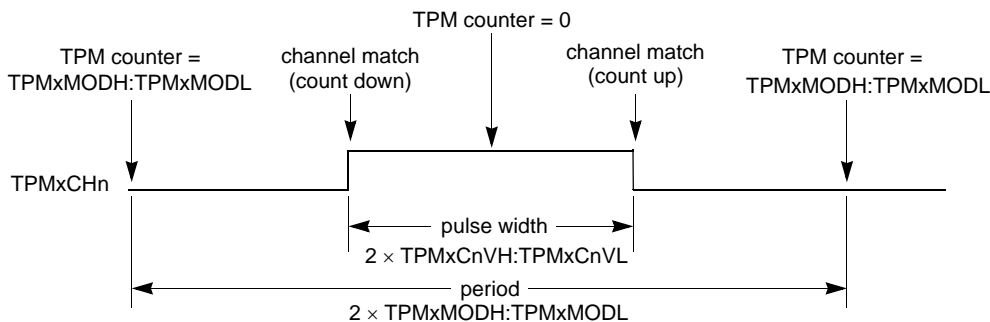 TPM counter = 0
TPM counter =
TPMxMODH:TPMxMODL
channel match
(count down)
channel match
(count up)
TPM counter =
TPMxMODH:TPMxMODL
TPMxCHn
pulse width
2 × TPMxCnVH:TPMxCnVL
period
2 × TPMxMODH:TPMxMODL